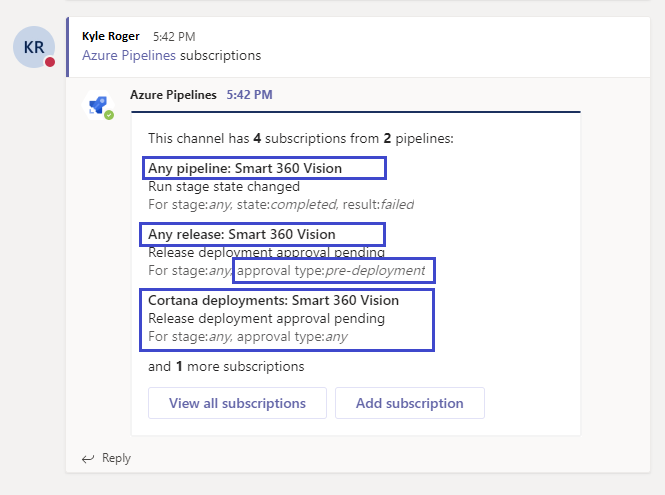 KR
Kyle Roger 5:42 PM
Azure Pipelines subscriptions
Azure Pipelines 5:42 PM
This channel has 4 subscriptions from 2 pipelines:
Any pipeline: Smart 360 Vision
Run stage state changed
For stage:any, state:completed, result:failed
Any release: Smart 360 Vision
Release deployment approval pending
For stage:any, approval type:pre-deployment
Cortana deployments: Smart 360 Vision
Release deployment approval pending
For stage:any, approval type:any
and 1 more subscriptions
View all subscriptions Add subscription
Reply